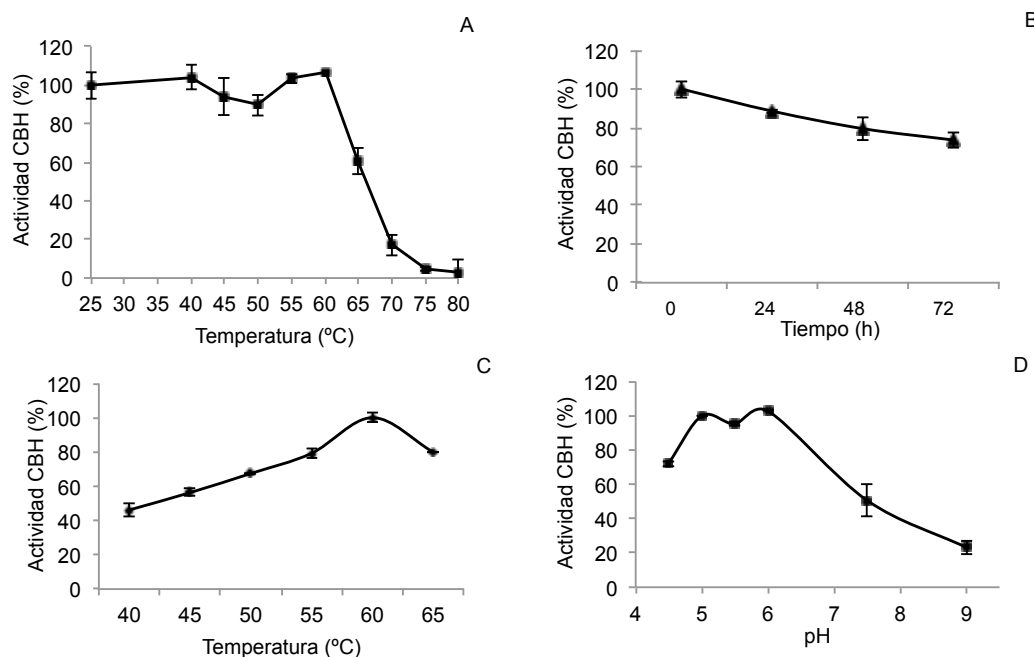 A
Actividad CBH (%)
120
100
80
60
40
20
0
25 30 35 40 45 50 55 60 65 70 75 80
Temperatura (ºC)
B
Actividad CBH (%)
120
100
80
60
40
20
0
0 24 48 72
Tiempo (h)
C
Actividad CBH (%)
120
100
80
60
40
20
0
40 45 50 55 60 65
Temperatura (ºC)
D
Actividad CBH (%)
120
100
80
60
40
20
0
4 5 6 7 8 9
pH